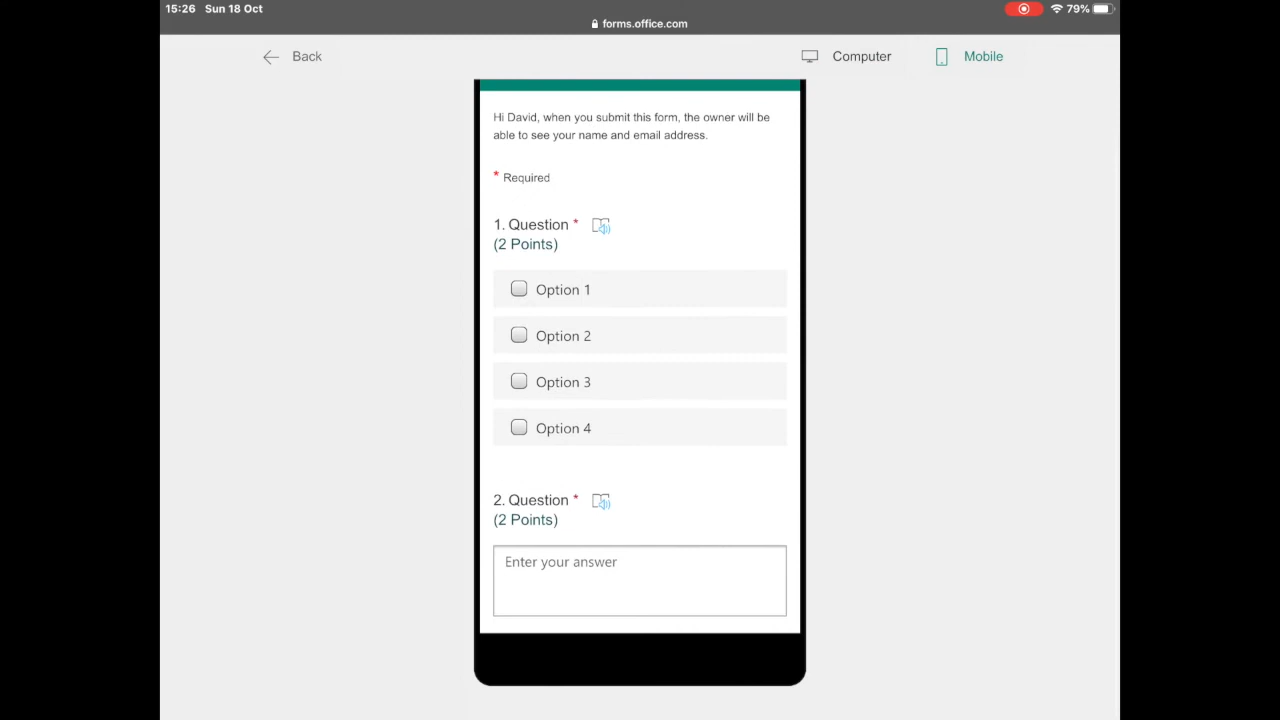 15:26 Sun 18 Oct 79%
forms.office.com
Back Computer Mobile
Hi David, when you submit this form, the owner will be
able to see your name and email address.
* Required
1. Question *
(2 Points)
Option 1
Option 2
Option 3
Option 4
2. Question *
(2 Points)
Enter your answer